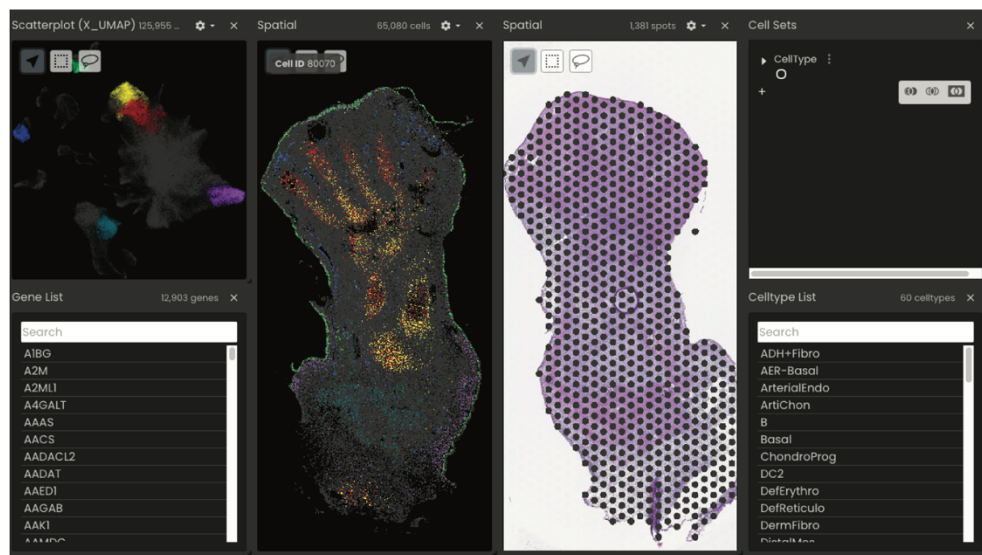 Scatterplot (X_UMAP) 125,955 ...
Spatial 65,080 cells
Spatial 1,381 spots
Cell Sets
Cell ID 80070
CellType
+
Gene List 12,903 genes
Search
A1BG
A2M
A2ML1
A4GALT
AAAS
AACS
AADACL2
AADAT
AAED1
AAGAB
AAK1
AAMDC
Celltype List 60 celltypes
Search
ADH+Fibro
AER-Basal
ArterialEndo
ArtiChon
B
Basal
ChondroProg
DC2
DefErythro
DefReticulo
DermFibro
DistalMes